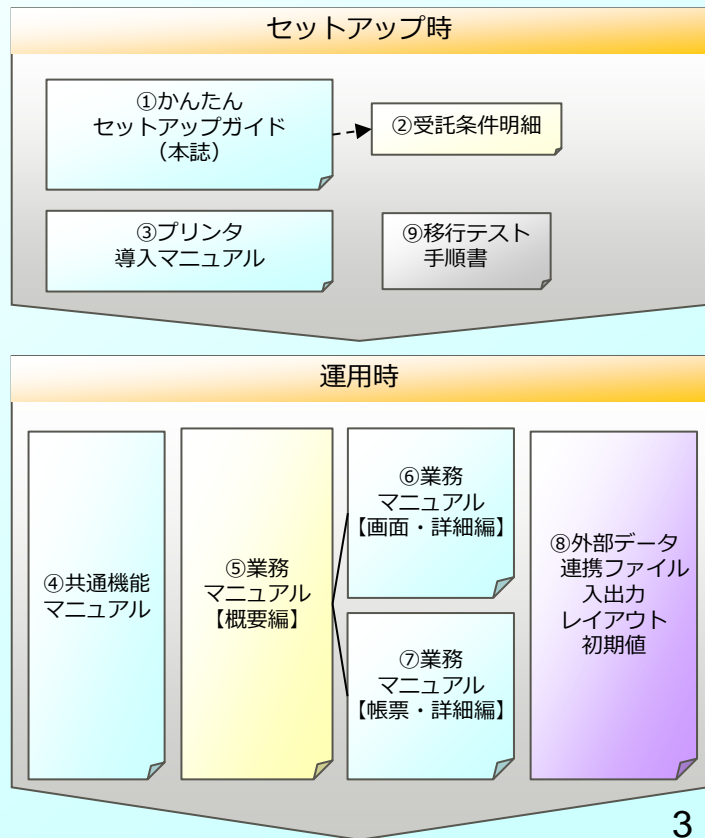 セットアップ時
①かんたん
セットアップガイド
（本誌）
②受託条件明細
③プリンタ
導入マニュアル
⑨移行テスト
手順書
運用時
④共通機能
マニュアル
⑤業務
マニュアル
【概要編】
⑥業務
マニュアル
【画面・詳細編】
⑦業務
マニュアル
【帳票・詳細編】
⑧外部データ
連携ファイル
入出力
レイアウト
初期値
3